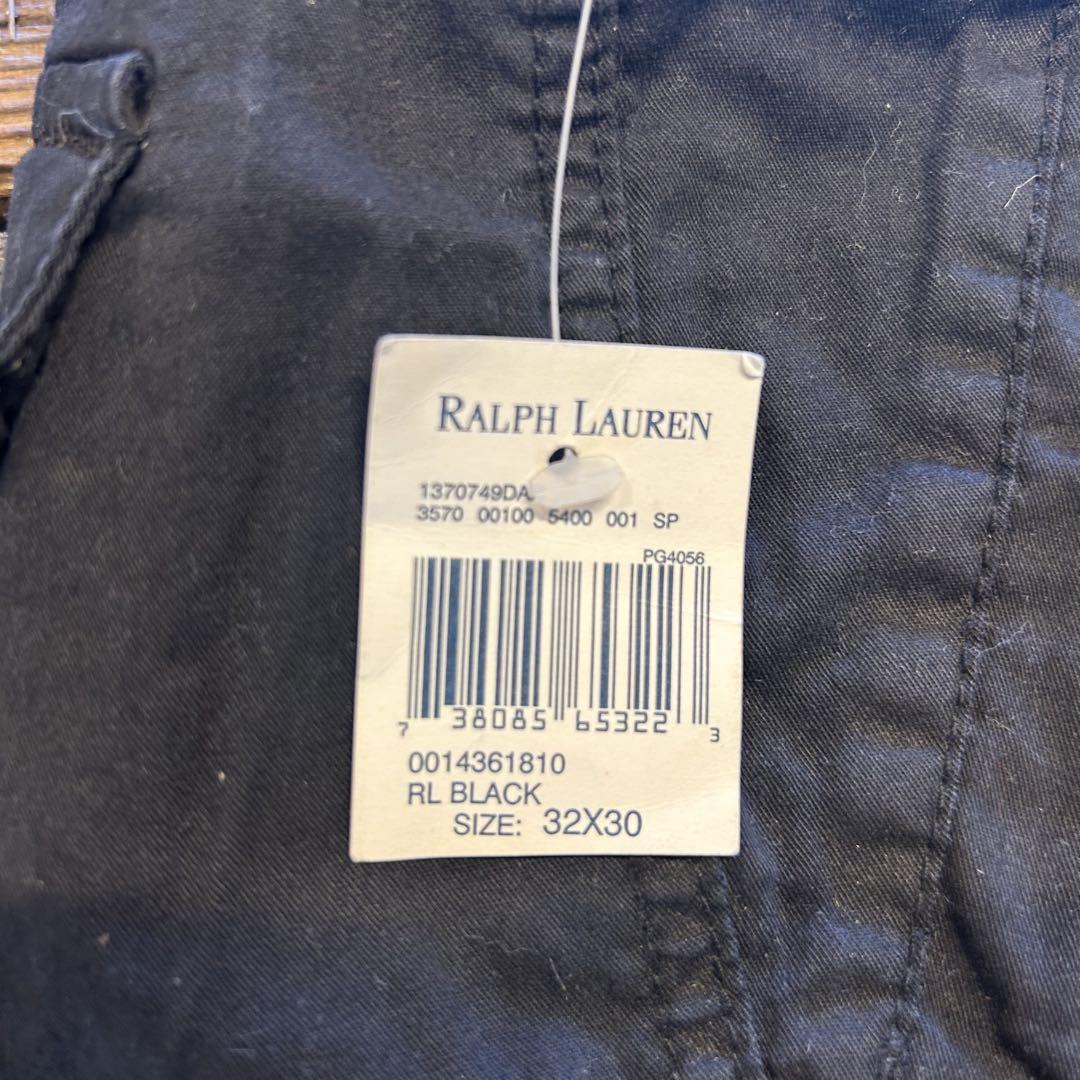 RALPH LAUREN
1370749DA
3570 00100 5400 001 SP
PG4056
7 38085 65322 3
0014361810
RL BLACK
SIZE: 32X30